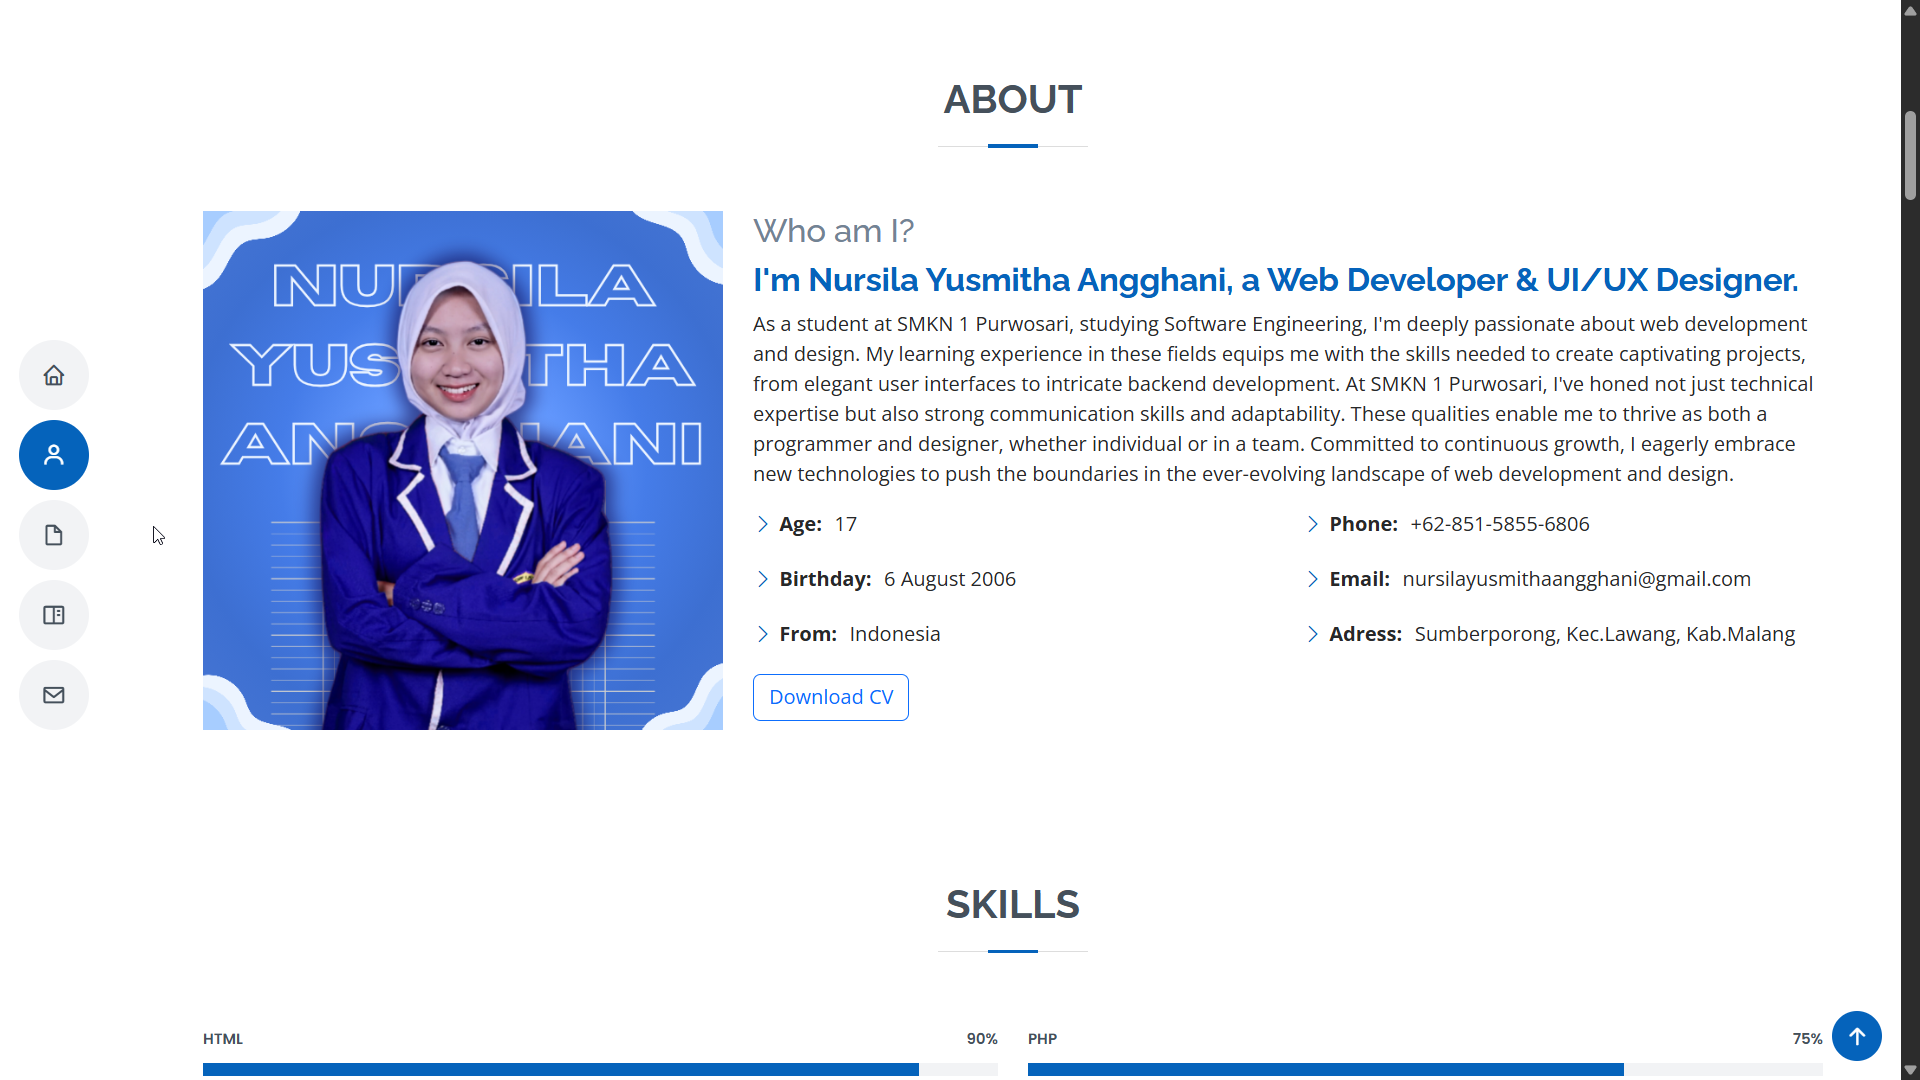 ABOUT
NURSILA
YUSMITHA
ANGGHANI
Who am I?
I'm Nursila Yusmitha Angghani, a Web Developer & UI/UX Designer.
As a student at SMKN 1 Purwosari, studying Software Engineering, I'm deeply passionate about web development
and design. My learning experience in these fields equips me with the skills needed to create captivating projects,
from elegant user interfaces to intricate backend development. At SMKN 1 Purwosari, I've honed not just technical
expertise but also strong communication skills and adaptability. These qualities enable me to thrive as both a
programmer and designer, whether individual or in a team. Committed to continuous growth, I eagerly embrace
new technologies to push the boundaries in the ever-evolving landscape of web development and design.
Age: 17
Phone: +62-851-5855-6806
Birthday: 6 August 2006
Email: nursilayusmithaangghani@gmail.com
From: Indonesia
Adress: Sumberporong, Kec.Lawang, Kab.Malang
Download CV
SKILLS
HTML 90%
PHP 75%